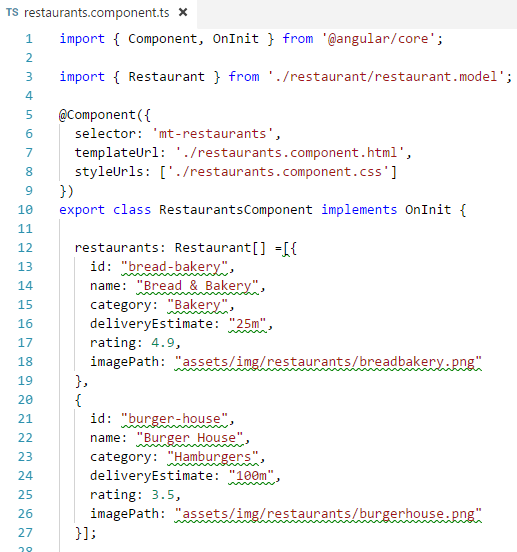 TS restaurants.component.ts ×
1 import { Component, OnInit } from '@angular/core';
2
3 import { Restaurant } from './restaurant/restaurant.model';
4
5 @Component({
6   selector: 'mt-restaurants',
7   templateUrl: './restaurants.component.html',
8   styleUrls: ['./restaurants.component.css']
9 })
10 export class RestaurantsComponent implements OnInit {
11
12   restaurants: Restaurant[] =[{
13     id: "bread-bakery",
14     name: "Bread & Bakery",
15     category: "Bakery",
16     deliveryEstimate: "25m",
17     rating: 4.9,
18     imagePath: "assets/img/restaurants/breadbakery.png"
19   },
20   {
21     id: "burger-house",
22     name: "Burger House",
23     category: "Hamburgers",
24     deliveryEstimate: "100m",
25     rating: 3.5,
26     imagePath: "assets/img/restaurants/burgerhouse.png"
27   }];
28